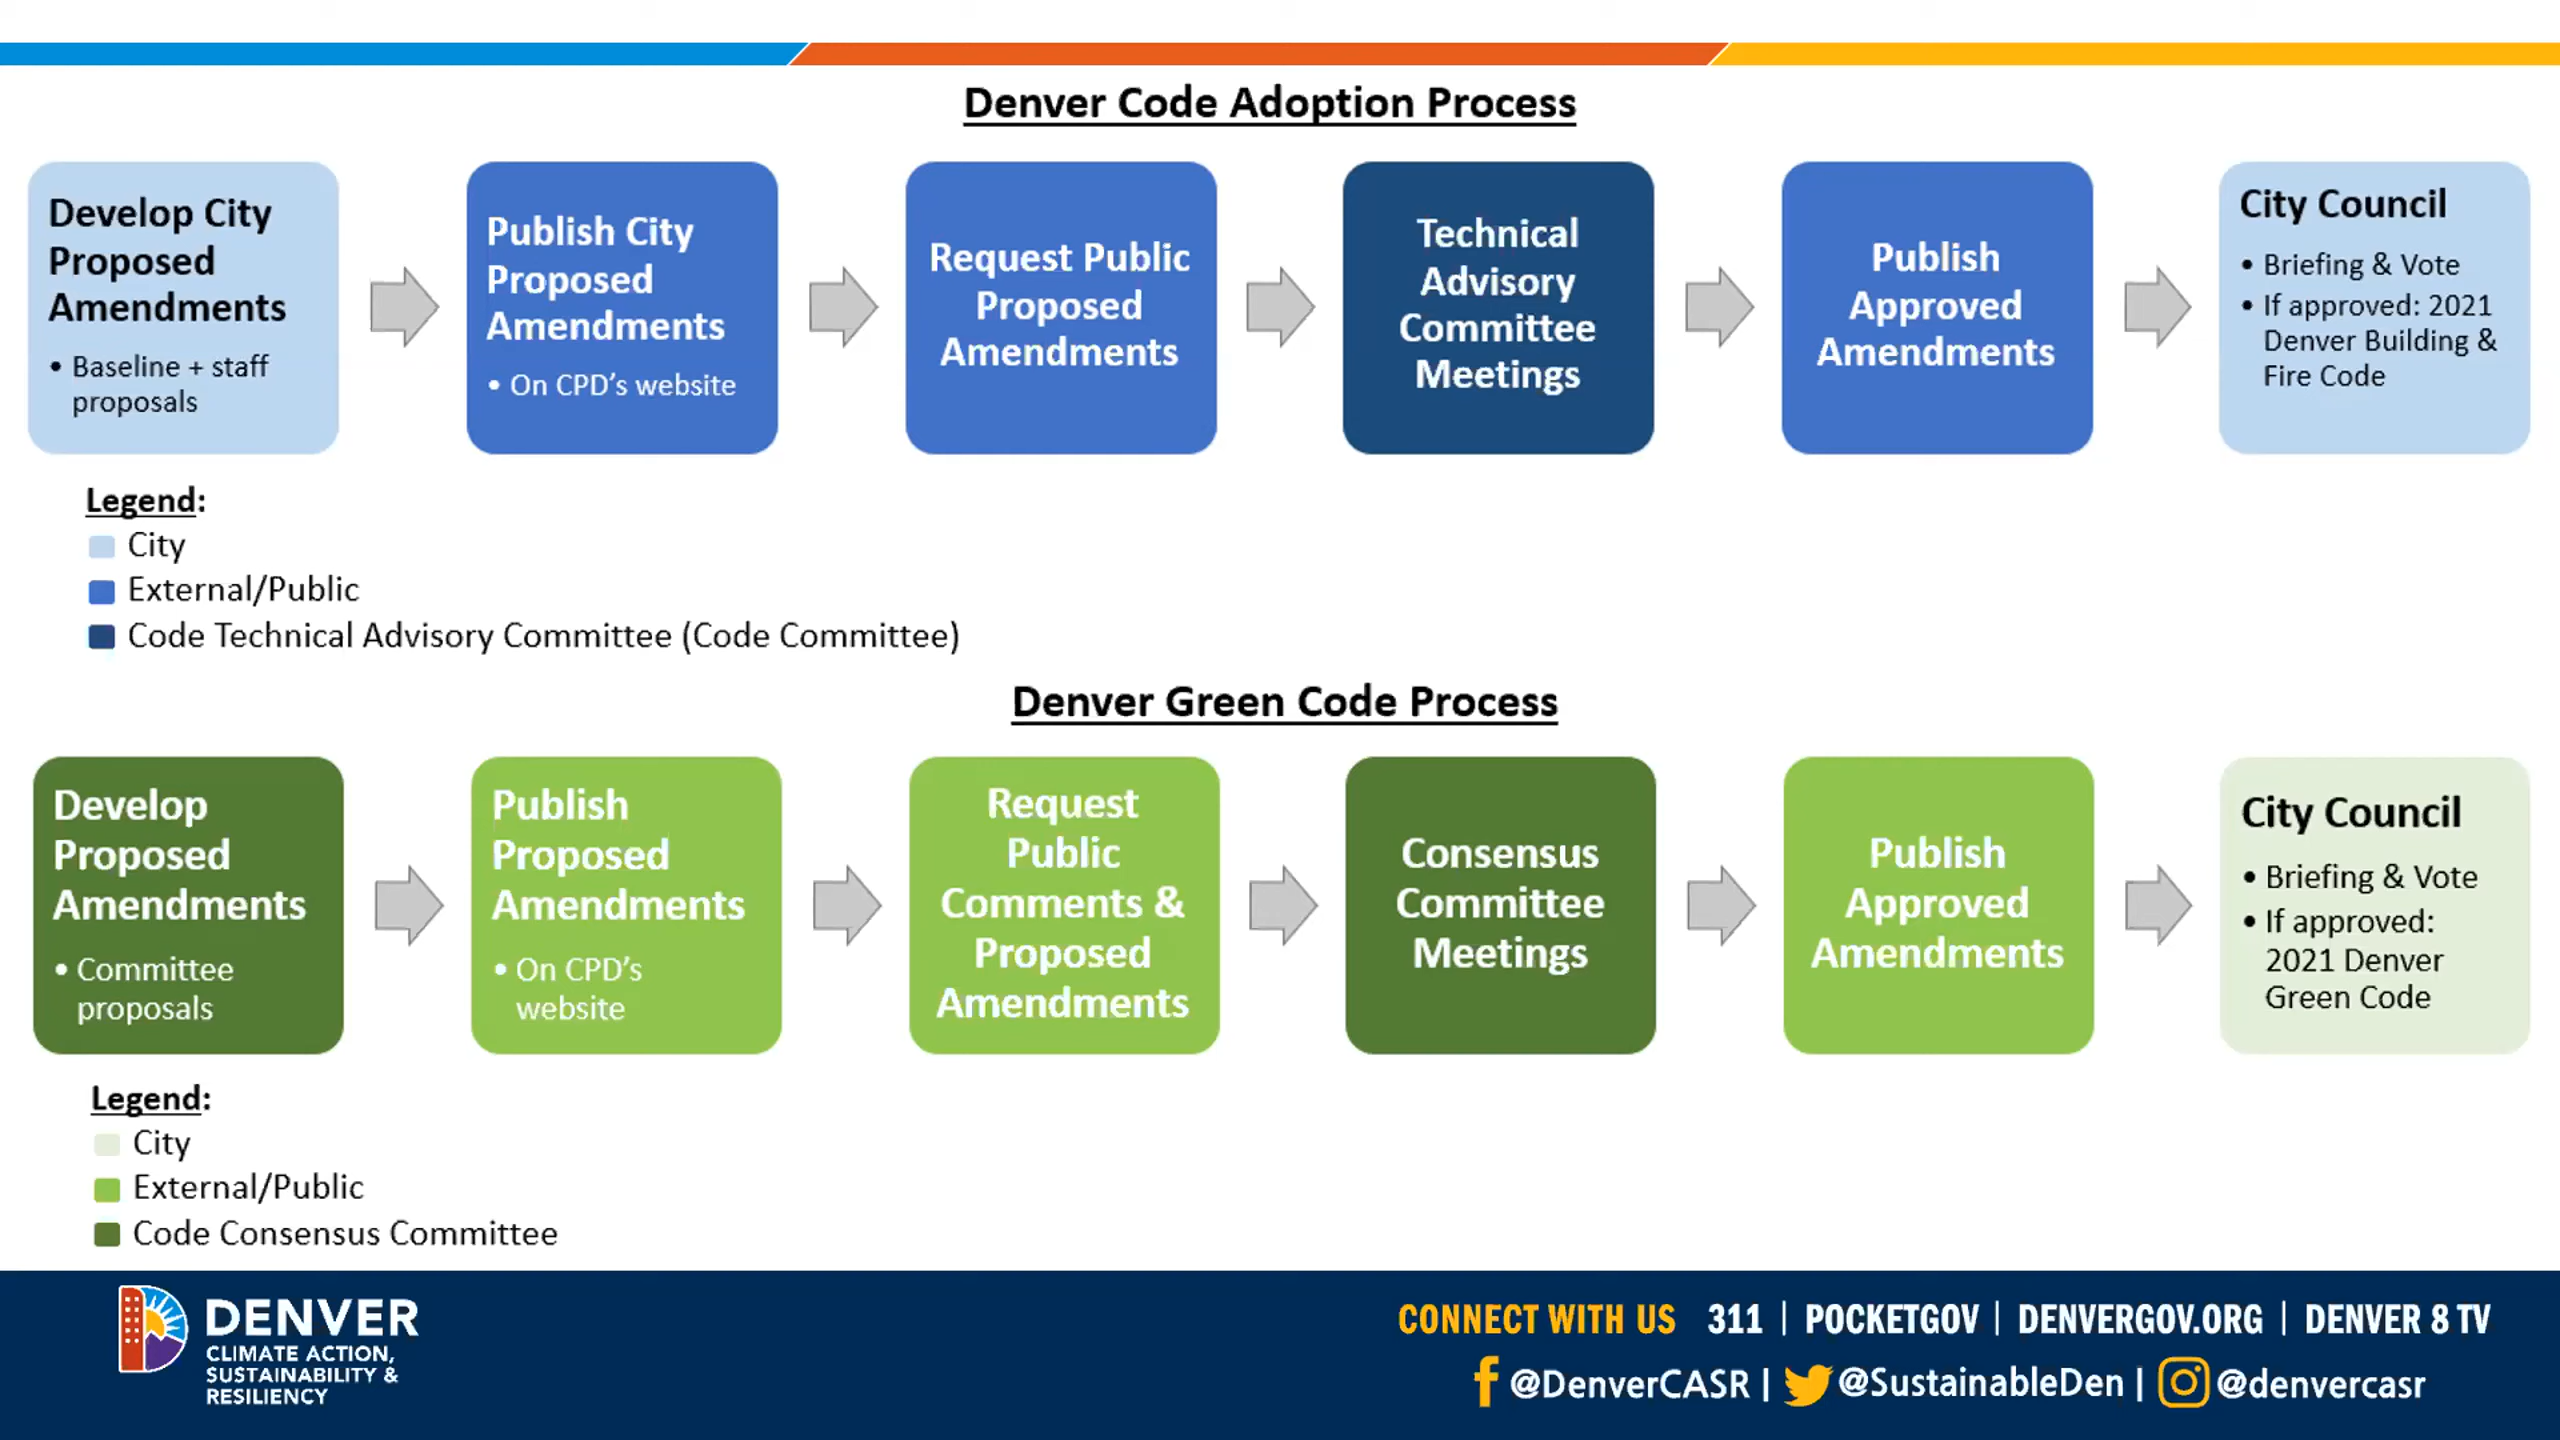 Denver Code Adoption Process
Develop City
Proposed
Amendments
• Baseline + staff
proposals
Publish City
Proposed
Amendments
• On CPD's website
Request Public
Proposed
Amendments
Technical
Advisory
Committee
Meetings
Publish
Approved
Amendments
City Council
• Briefing & Vote
• If approved: 2021
Denver Building &
Fire Code
Legend:
City
External/Public
Code Technical Advisory Committee (Code Committee)
Denver Green Code Process
Develop
Proposed
Amendments
• Committee
proposals
Publish
Proposed
Amendments
• On CPD's
website
Request
Public
Comments &
Proposed
Amendments
Consensus
Committee
Meetings
Publish
Approved
Amendments
City Council
• Briefing & Vote
• If approved:
2021 Denver
Green Code
Legend:
City
External/Public
Code Consensus Committee
DENVER
CLIMATE ACTION,
SUSTAINABILITY &
RESILIENCY
CONNECT WITH US 311 | POCKETGOV | DENVERGOV.ORG | DENVER 8 TV
@DenverCASR | @SustainableDen | @denvercasr